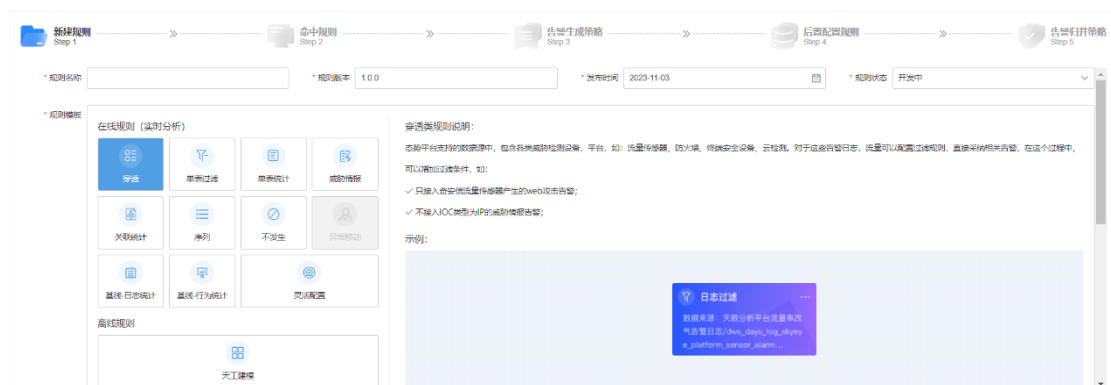 新建规则
Step 1
命中规则
Step 2
告警生成策略
Step 3
后置配置规则
Step 4
告警归并策略
Step 5
* 规则名称
* 规则版本 1.0.0
* 发布时间 2023-11-03
* 规则状态 开发中
* 规则模板
在线规则（实时分析）
穿透 单表过滤 单表统计 威胁情报
关联统计 序列 不发生 异常移动
基线-日志统计 基线-行为统计 灵活配置
离线规则
天工建模
穿透类规则说明：
态势平台支持的数据源中，包含各类威胁检测设备、平台，如：流量传感器、防火墙、终端安全设备、云检测。对于这些告警日志，流量可以配置过滤规则，直接采纳相关告警，在这个过程中，
可以增加过滤条件，如：
✓ 只接入奇安信流量传感器产生的web攻击告警；
✓ 不接入IOC类型为IP的威胁情报告警；
示例：
日志过滤 ...
数据来源：天眼分析平台流量事改
气告警日志/dws_dayu_log_skyey
e_platform_sensor_alarm...